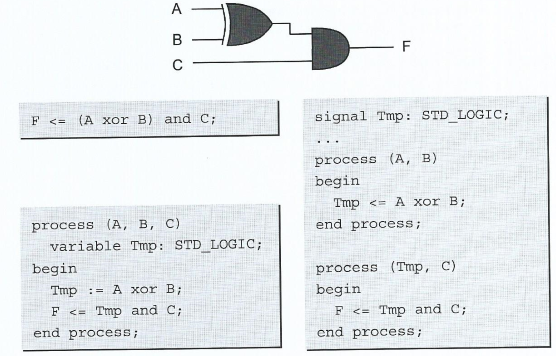 A
B
C
F
F <= (A xor B) and C;
process (A, B, C)
variable Tmp: STD_LOGIC;
begin
Tmp := A xor B;
F <= Tmp and C;
end process;
signal Tmp: STD_LOGIC;
...
process (A, B)
begin
Tmp <= A xor B;
end process;
process (Tmp, C)
begin
F <= Tmp and C;
end process;